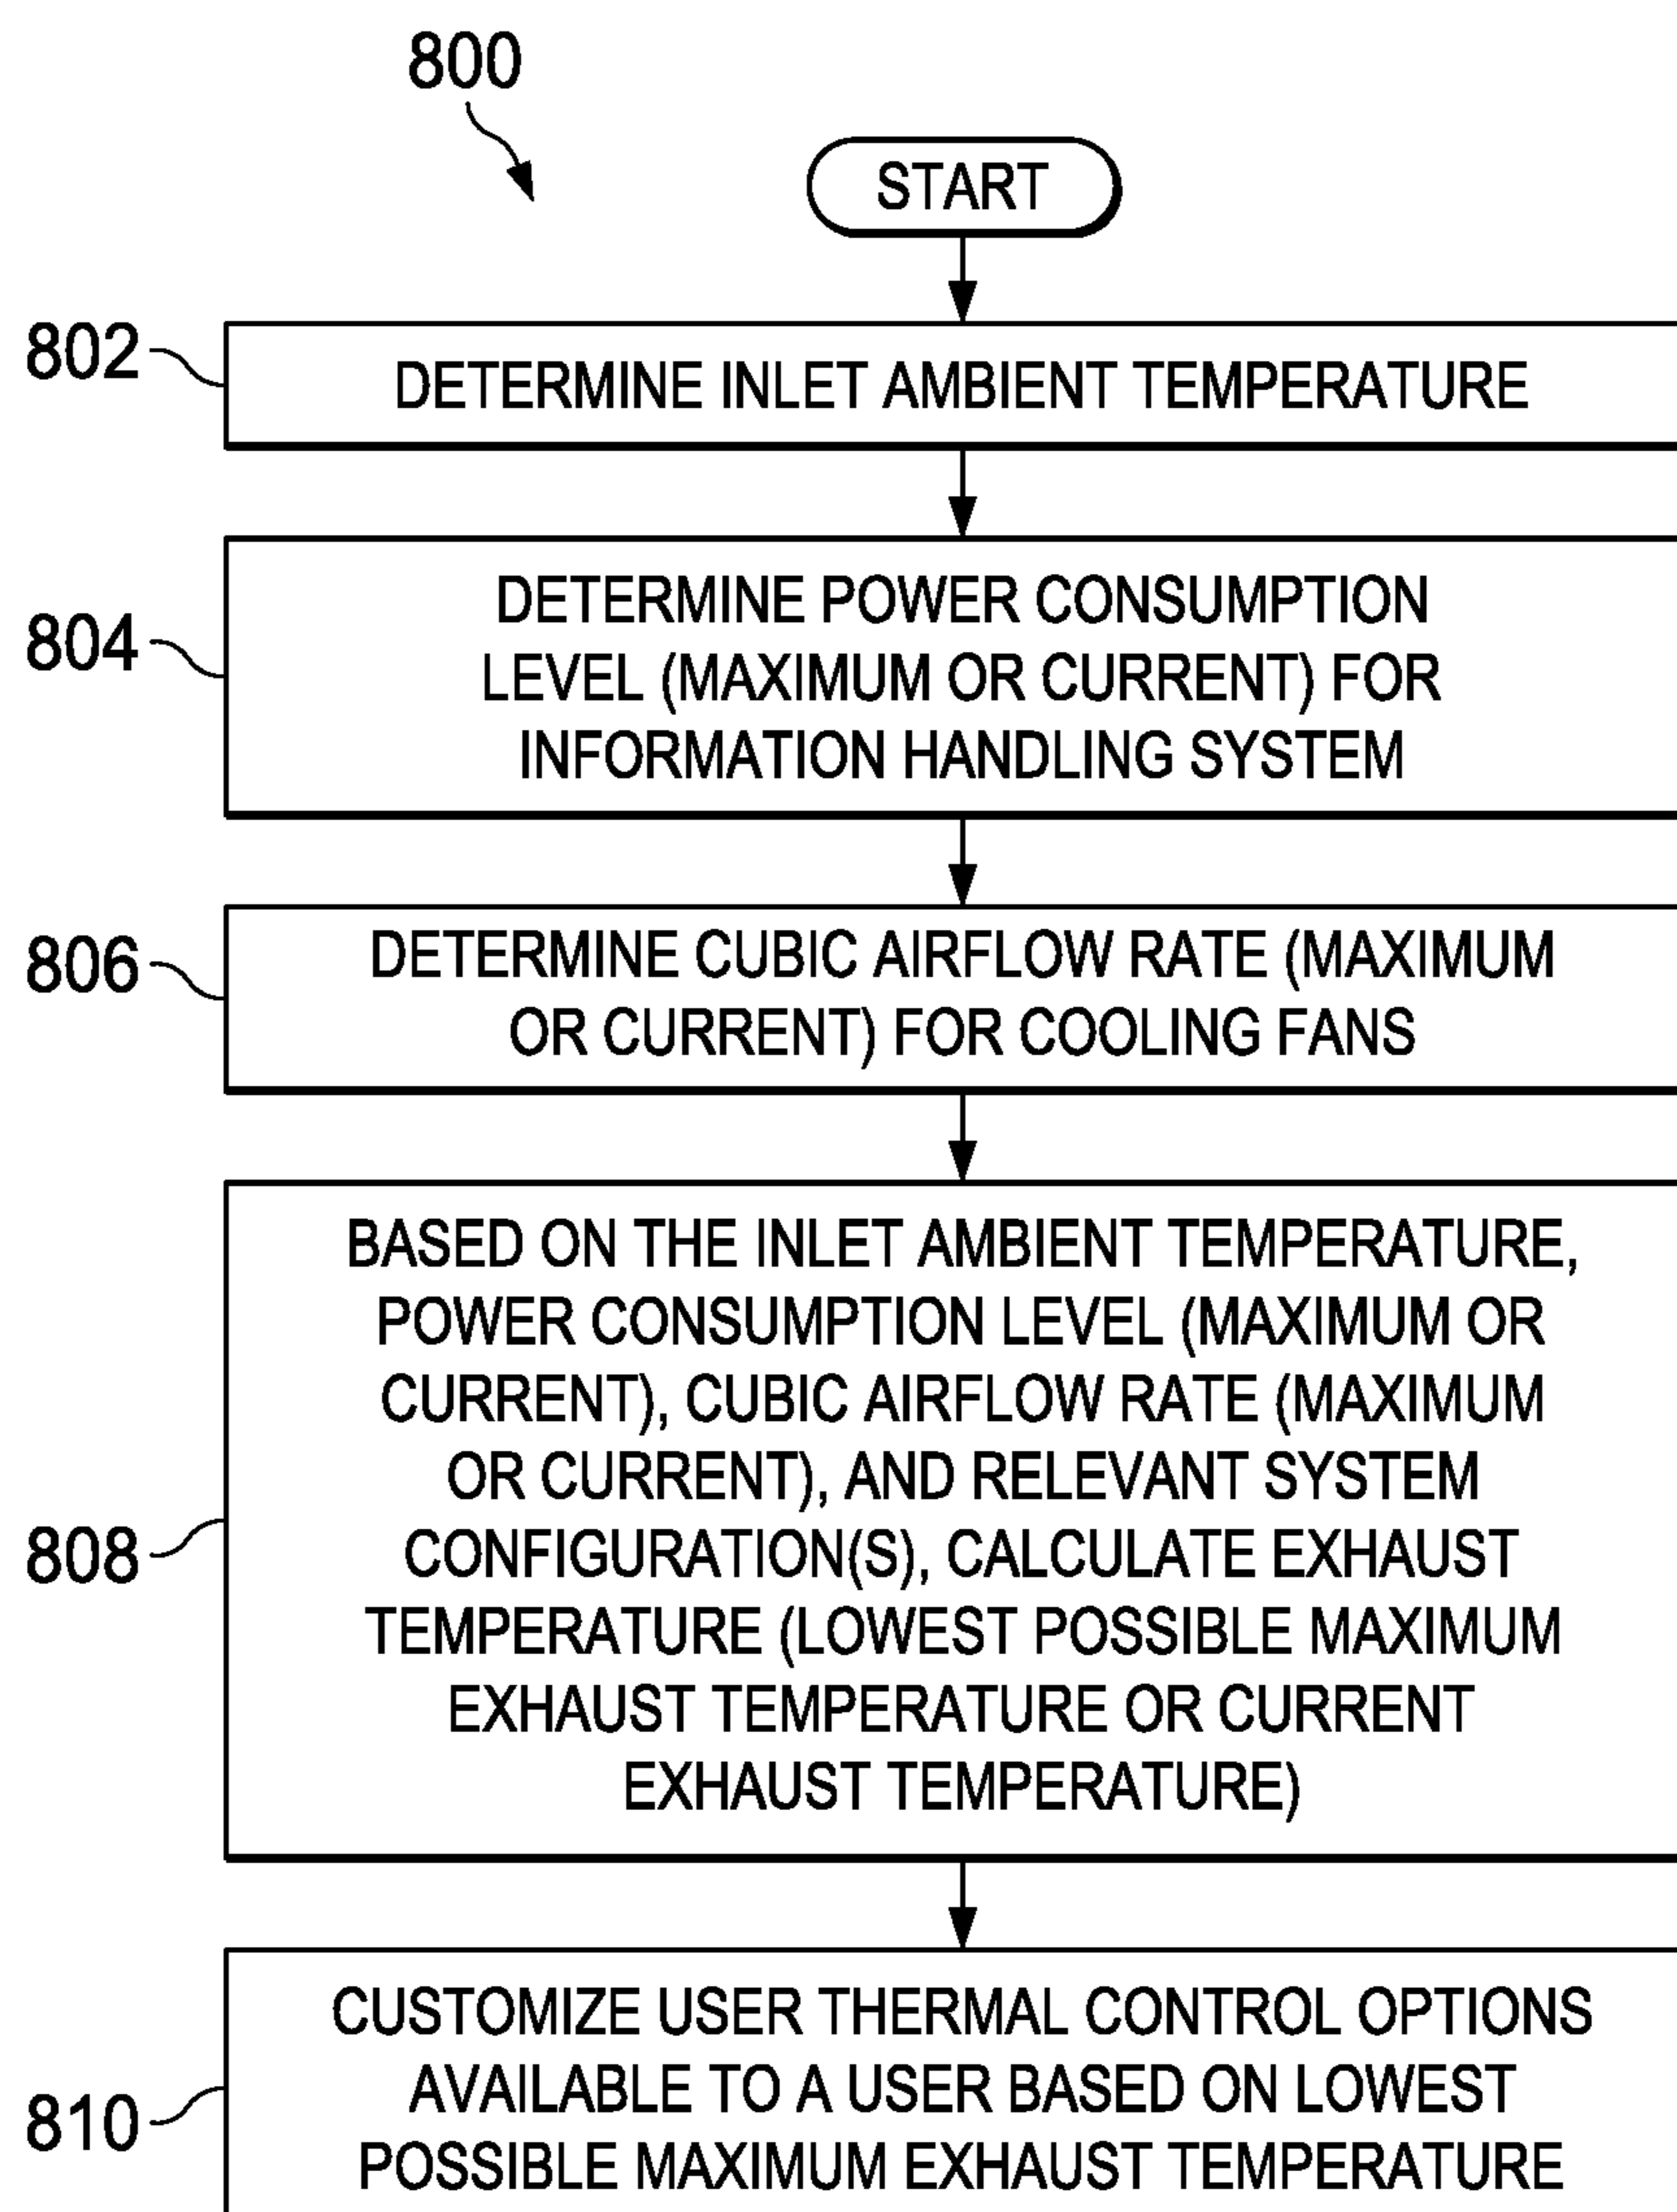 800
START
802
DETERMINE INLET AMBIENT TEMPERATURE
804
DETERMINE POWER CONSUMPTION
LEVEL (MAXIMUM OR CURRENT) FOR
INFORMATION HANDLING SYSTEM
806
DETERMINE CUBIC AIRFLOW RATE (MAXIMUM
OR CURRENT) FOR COOLING FANS
808
BASED ON THE INLET AMBIENT TEMPERATURE,
POWER CONSUMPTION LEVEL (MAXIMUM OR
CURRENT), CUBIC AIRFLOW RATE (MAXIMUM
OR CURRENT), AND RELEVANT SYSTEM
CONFIGURATION(S), CALCULATE EXHAUST
TEMPERATURE (LOWEST POSSIBLE MAXIMUM
EXHAUST TEMPERATURE OR CURRENT
EXHAUST TEMPERATURE)
810
CUSTOMIZE USER THERMAL CONTROL OPTIONS
AVAILABLE TO A USER BASED ON LOWEST
POSSIBLE MAXIMUM EXHAUST TEMPERATURE